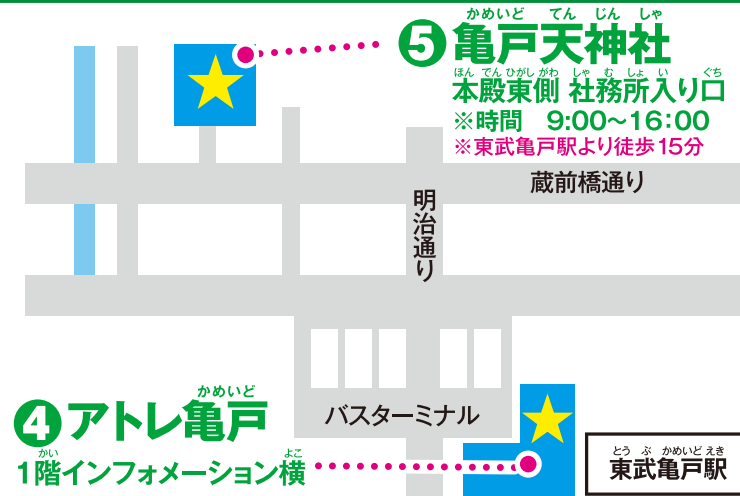 かめいど てん じん しゃ
❺亀戸天神社
ほん でん ひがし がわ しゃ む しょ い ぐち
本殿東側 社務所入り口
※時間 9:00～16:00
※東武亀戸駅より徒歩15分
蔵前橋通り
明治通り
かめいど
❹アトレ亀戸
かい よこ
1階インフォメーション横
バスターミナル
とう ぶ かめいど えき
東武亀戸駅